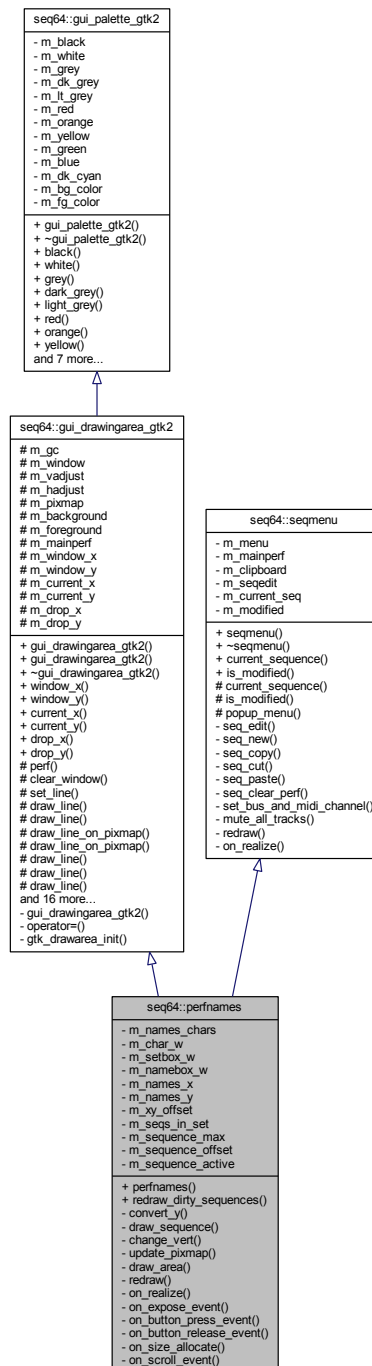 seq64::gui_palette_gtk2
- m_black
- m_white
- m_grey
- m_dk_grey
- m_lt_grey
- m_red
- m_orange
- m_yellow
- m_green
- m_blue
- m_dk_cyan
- m_bg_color
- m_fg_color
+ gui_palette_gtk2()
+ ~gui_palette_gtk2()
+ black()
+ white()
+ grey()
+ dark_grey()
+ light_grey()
+ red()
+ orange()
+ yellow()
and 7 more...
seq64::gui_drawingarea_gtk2
# m_gc
# m_window
# m_vadjust
# m_hadjust
# m_pixmap
# m_background
# m_foreground
# m_mainperf
# m_window_x
# m_window_y
# m_current_x
# m_current_y
# m_drop_x
# m_drop_y
+ gui_drawingarea_gtk2()
+ gui_drawingarea_gtk2()
+ ~gui_drawingarea_gtk2()
+ window_x()
+ window_y()
+ current_x()
+ current_y()
+ drop_x()
+ drop_y()
# perf()
# clear_window()
# set_line()
# draw_line()
# draw_line()
# draw_line_on_pixmap()
# draw_line_on_pixmap()
# draw_line()
# draw_line()
# draw_line()
and 16 more...
- gui_drawingarea_gtk2()
- operator=()
- gtk_drawarea_init()
seq64::seqmenu
- m_menu
- m_mainperf
- m_clipboard
- m_seqedit
- m_current_seq
- m_modified
+ seqmenu()
+ ~seqmenu()
+ current_sequence()
+ is_modified()
# current_sequence()
# is_modified()
# popup_menu()
- seq_edit()
- seq_new()
- seq_copy()
- seq_cut()
- seq_paste()
- seq_clear_perf()
- set_bus_and_midi_channel()
- mute_all_tracks()
- redraw()
- on_realize()
seq64::perfnames
- m_names_chars
- m_char_w
- m_setbox_w
- m_namebox_w
- m_names_x
- m_names_y
- m_xy_offset
- m_seqs_in_set
- m_sequence_max
- m_sequence_offset
- m_sequence_active
+ perfnames()
+ redraw_dirty_sequences()
- convert_y()
- draw_sequence()
- change_vert()
- update_pixmap()
- draw_area()
- redraw()
- on_realize()
- on_expose_event()
- on_button_press_event()
- on_button_release_event()
- on_size_allocate()
- on_scroll_event()